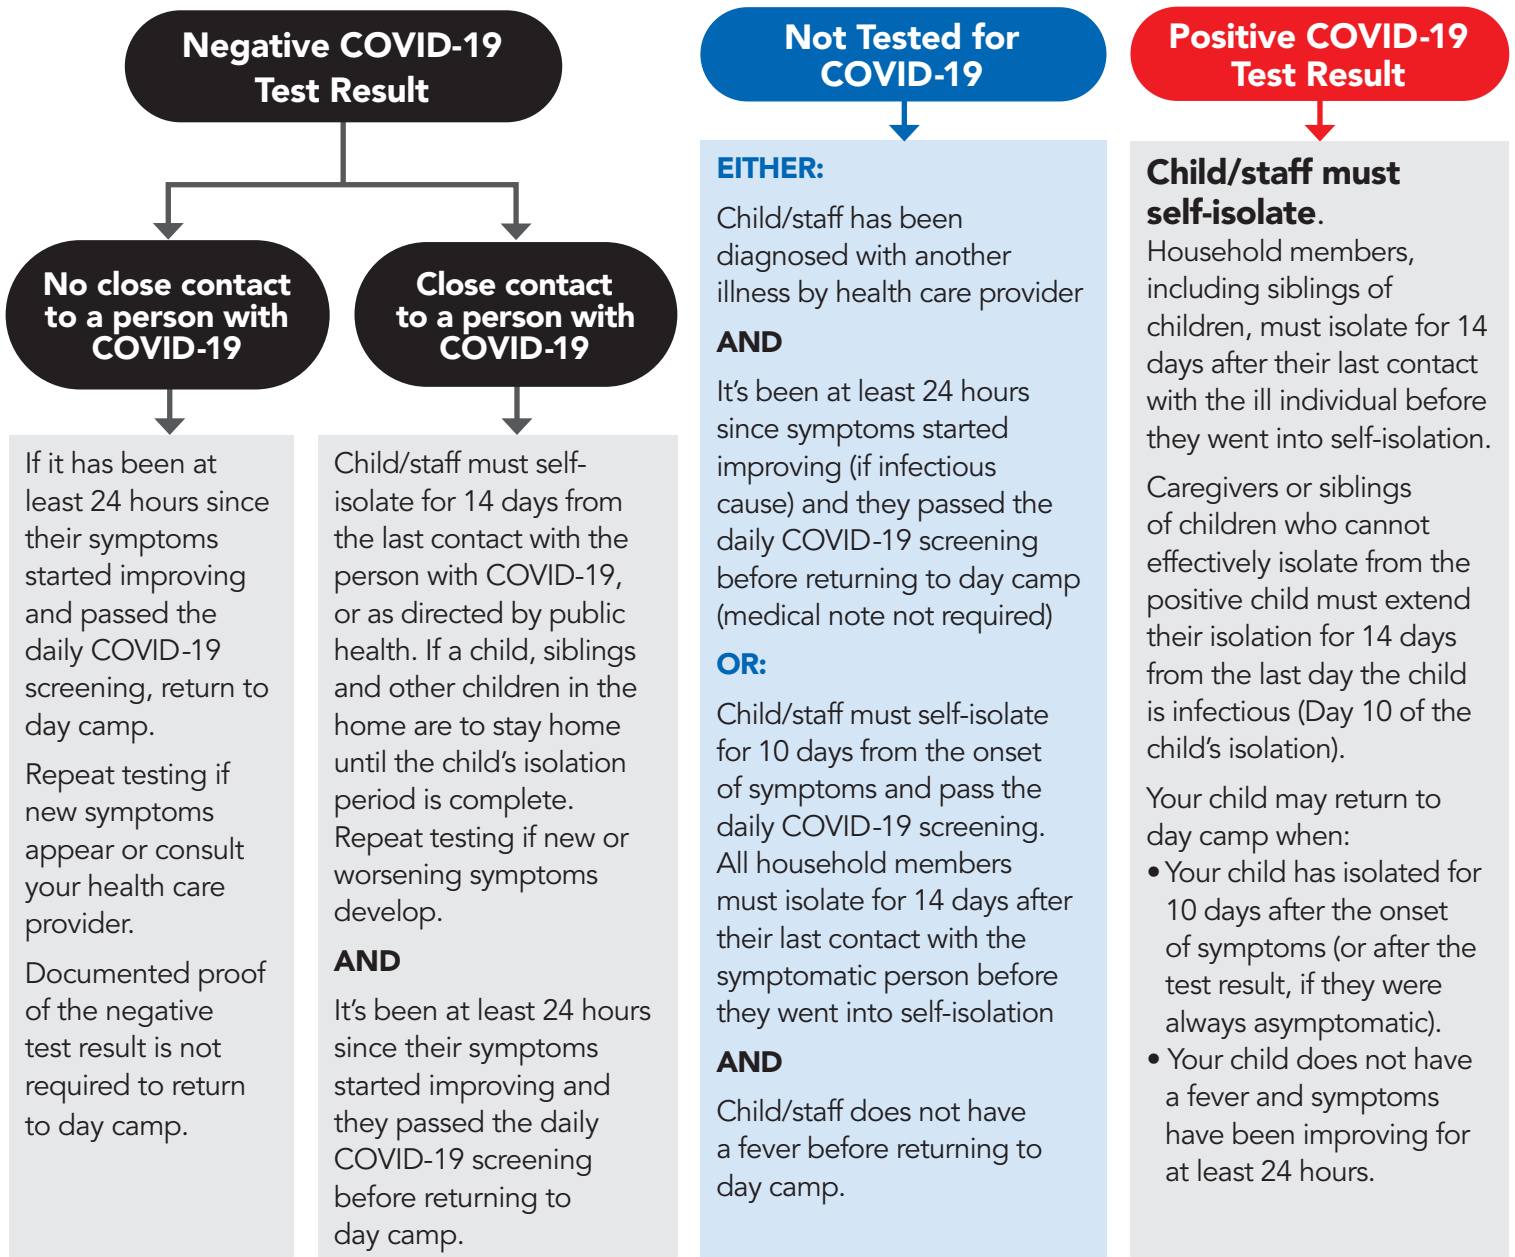 Negative COVID-19
Test Result
No close contact
to a person with
COVID-19
If it has been at
least 24 hours since
their symptoms
started improving
and passed the
daily COVID-19
screening, return to
day camp.
Repeat testing if
new symptoms
appear or consult
your health care
provider.
Documented proof
of the negative
test result is not
required to return
to day camp.
Close contact
to a person with
COVID-19
Child/staff must self-
isolate for 14 days from
the last contact with the
person with COVID-19,
or as directed by public
health. If a child, siblings
and other children in the
home are to stay home
until the child’s isolation
period is complete.
Repeat testing if new or
worsening symptoms
develop.
AND
It’s been at least 24 hours
since their symptoms
started improving and
they passed the daily
COVID-19 screening
before returning to
day camp.
Not Tested for
COVID-19
EITHER:
Child/staff has been
diagnosed with another
illness by health care provider
AND
It’s been at least 24 hours
since symptoms started
improving (if infectious
cause) and they passed the
daily COVID-19 screening
before returning to day camp
(medical note not required)
OR:
Child/staff must self-isolate
for 10 days from the onset
of symptoms and pass the
daily COVID-19 screening.
All household members
must isolate for 14 days after
their last contact with the
symptomatic person before
they went into self-isolation
AND
Child/staff does not have
a fever before returning to
day camp.
Positive COVID-19
Test Result
Child/staff must
self-isolate.
Household members,
including siblings of
children, must isolate for 14
days after their last contact
with the ill individual before
they went into self-isolation.
Caregivers or siblings
of children who cannot
effectively isolate from the
positive child must extend
their isolation for 14 days
from the last day the child
is infectious (Day 10 of the
child’s isolation).
Your child may return to
day camp when:
• Your child has isolated for
10 days after the onset
of symptoms (or after the
test result, if they were
always asymptomatic).
• Your child does not have
a fever and symptoms
have been improving for
at least 24 hours.